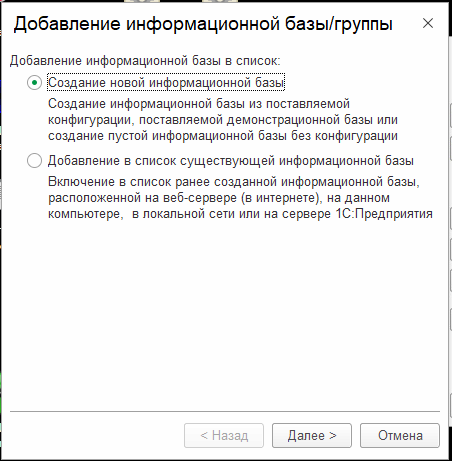 Добавление информационной базы/группы
Добавление информационной базы в список:
Создание новой информационной базы
Создание информационной базы из поставляемой
конфигурации, поставляемой демонстрационной базы или
создание пустой информационной базы без конфигурации
Добавление в список существующей информационной базы
Включение в список ранее созданной информационной базы,
расположенной на веб-сервере (в интернете), на данном
компьютере,  в локальной сети или на сервере 1С:Предприятия
< Назад
Далее >
Отмена